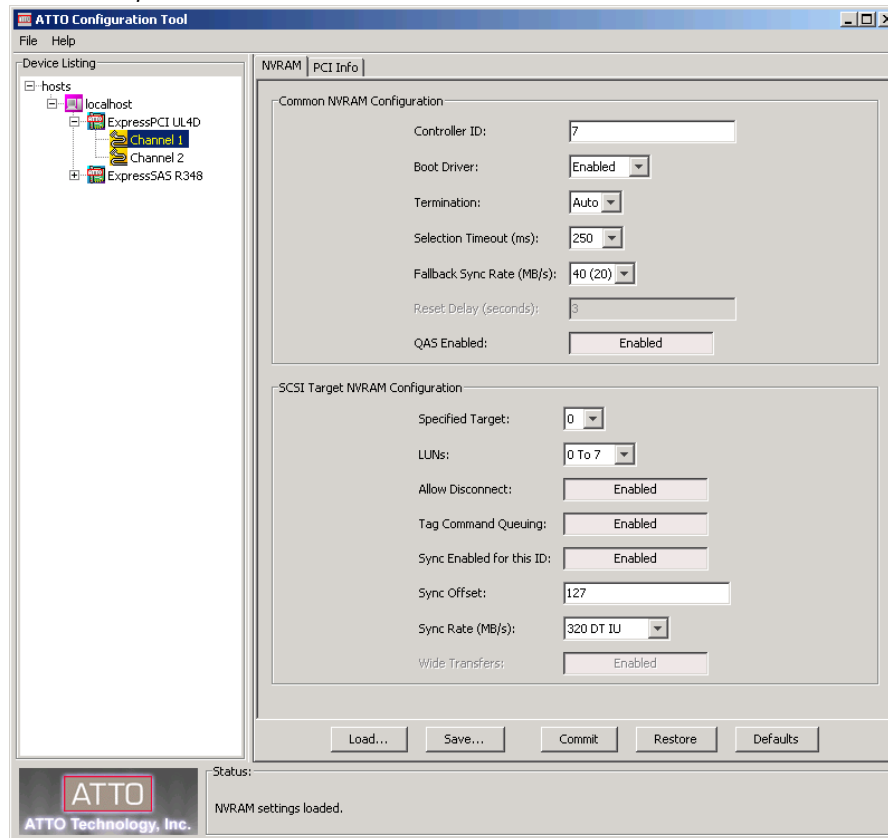 ATTO Configuration Tool
File Help
Device Listing
hosts
localhost
ExpressPCI UL4D
Channel 1
Channel 2
ExpressSAS R348
NVRAM
PCI Info
Common NVRAM Configuration
Controller ID: 7
Boot Driver: Enabled
Termination: Auto
Selection Timeout (ms): 250
Fallback Sync Rate (MB/s): 40 (20)
Reset Delay (seconds): 3
QAS Enabled: Enabled
SCSI Target NVRAM Configuration
Specified Target: 0
LUNs: 0 To 7
Allow Disconnect: Enabled
Tag Command Queuing: Enabled
Sync Enabled for this ID: Enabled
Sync Offset: 127
Sync Rate (MB/s): 320 DT IU
Wide Transfers: Enabled
Load... Save... Commit Restore Defaults
ATTO
ATTO Technology, Inc.
Status:
NVRAM settings loaded.